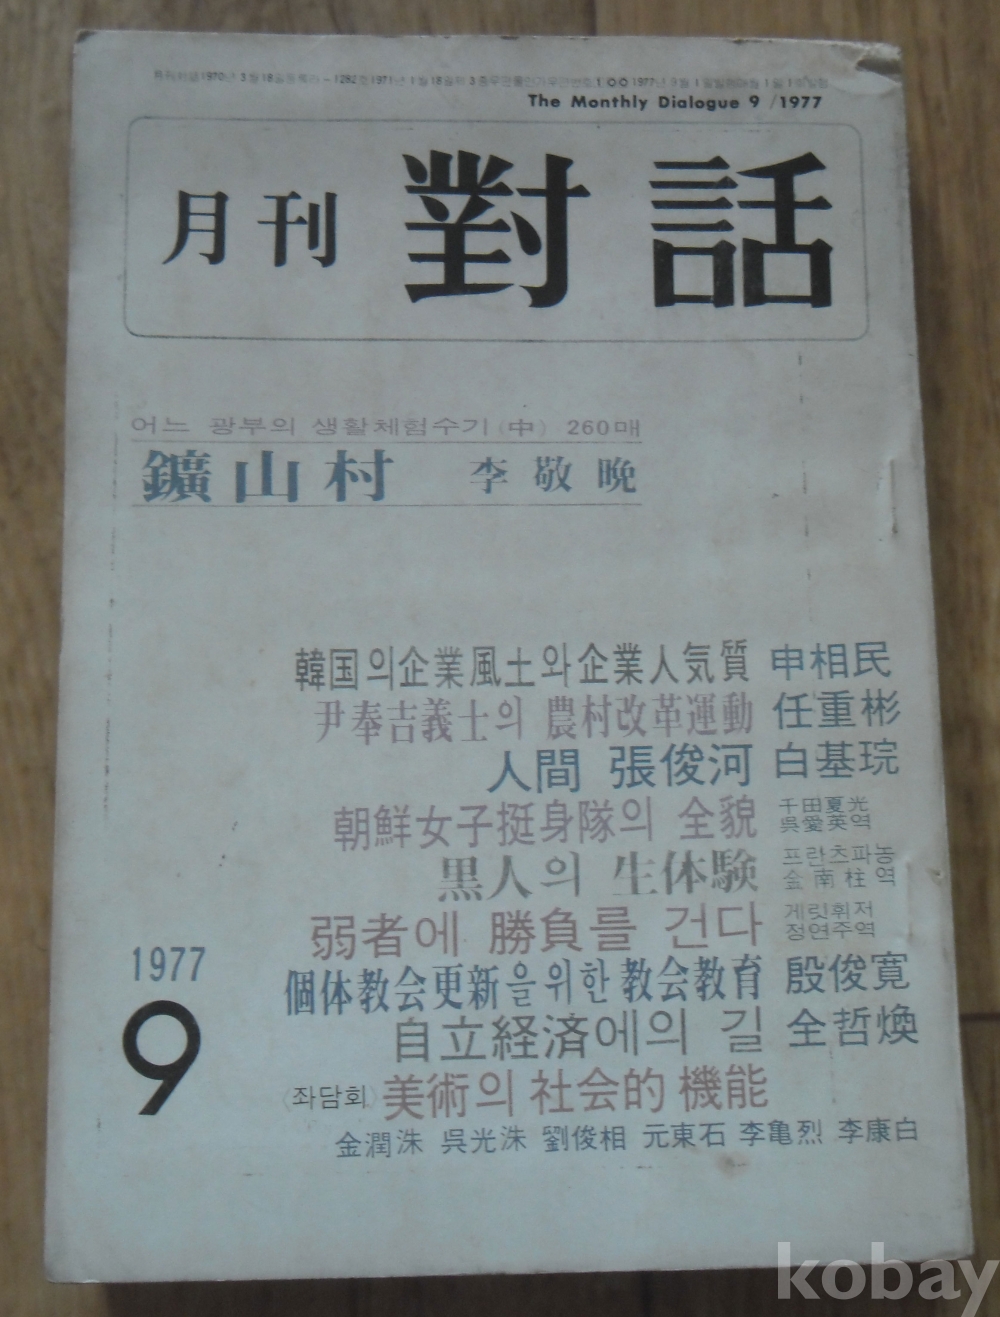 The Monthly Dialogue 9 /1977
月刊 對話
어느 광부의 생활체험수기 (中) 260매
鑛山村 李敬晩
韓国의企業風土와企業人気質 申相民
尹奉吉義士의 農村改革運動 任重彬
人間 張俊河 白基琓
朝鮮女子挺身隊의 全貌 千田夏光
呉愛英역
黒人의 生体験 프란츠파농
金南柱역
弱者에 勝負를 건다 게릿휘저
정연주역
個体教会更新을위한教会教育 殷俊寛
自立経済에의 길 全哲煥
〈좌담회〉美術의 社会的 機能
金潤洙 呉光洙 劉俊相 元東石 李亀烈 李康白
1977
9
kobay